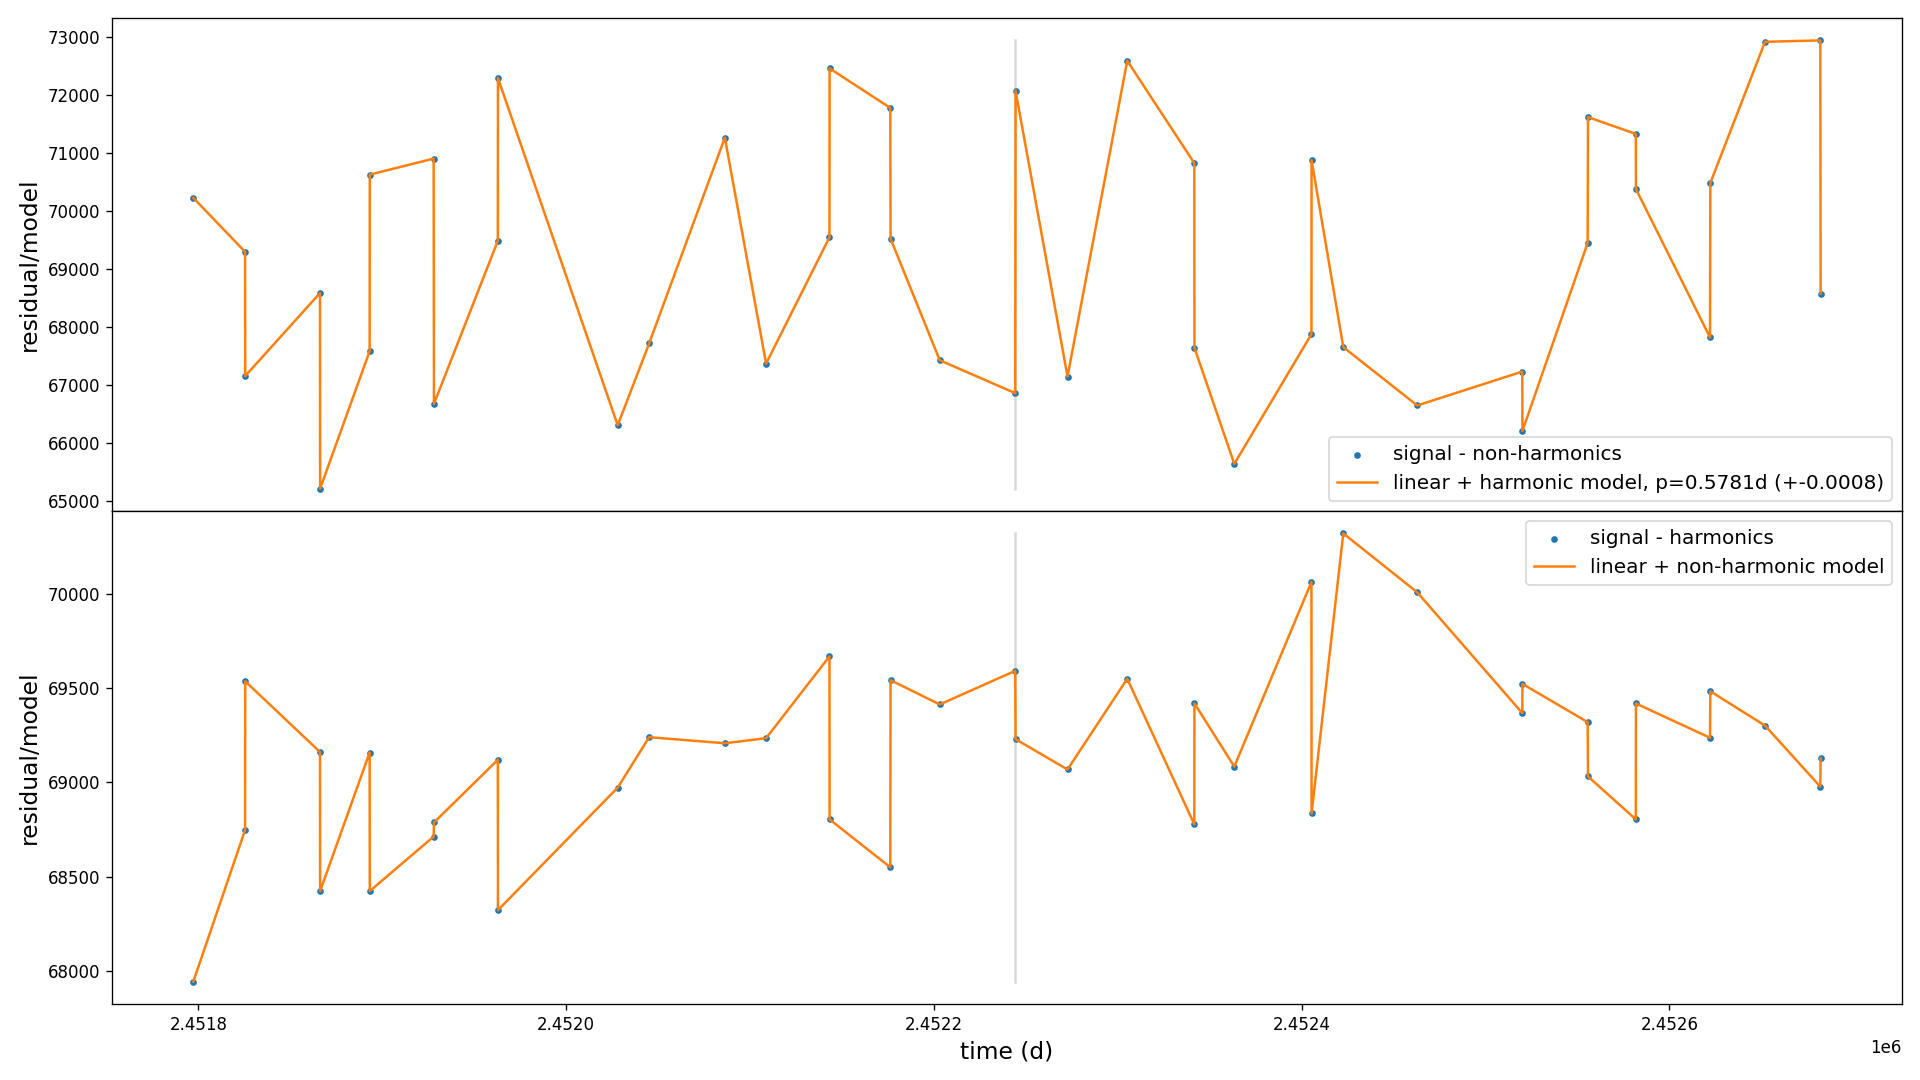 73000
72000
71000
70000
69000
68000
67000
66000
65000
residual/model
signal - non-harmonics
linear + harmonic model, p=0.5781d (+-0.0008)
signal - harmonics
linear + non-harmonic model
70000
69500
69000
68500
68000
residual/model
2.4518
2.4520
2.4522
2.4524
2.4526
1e6
time (d)